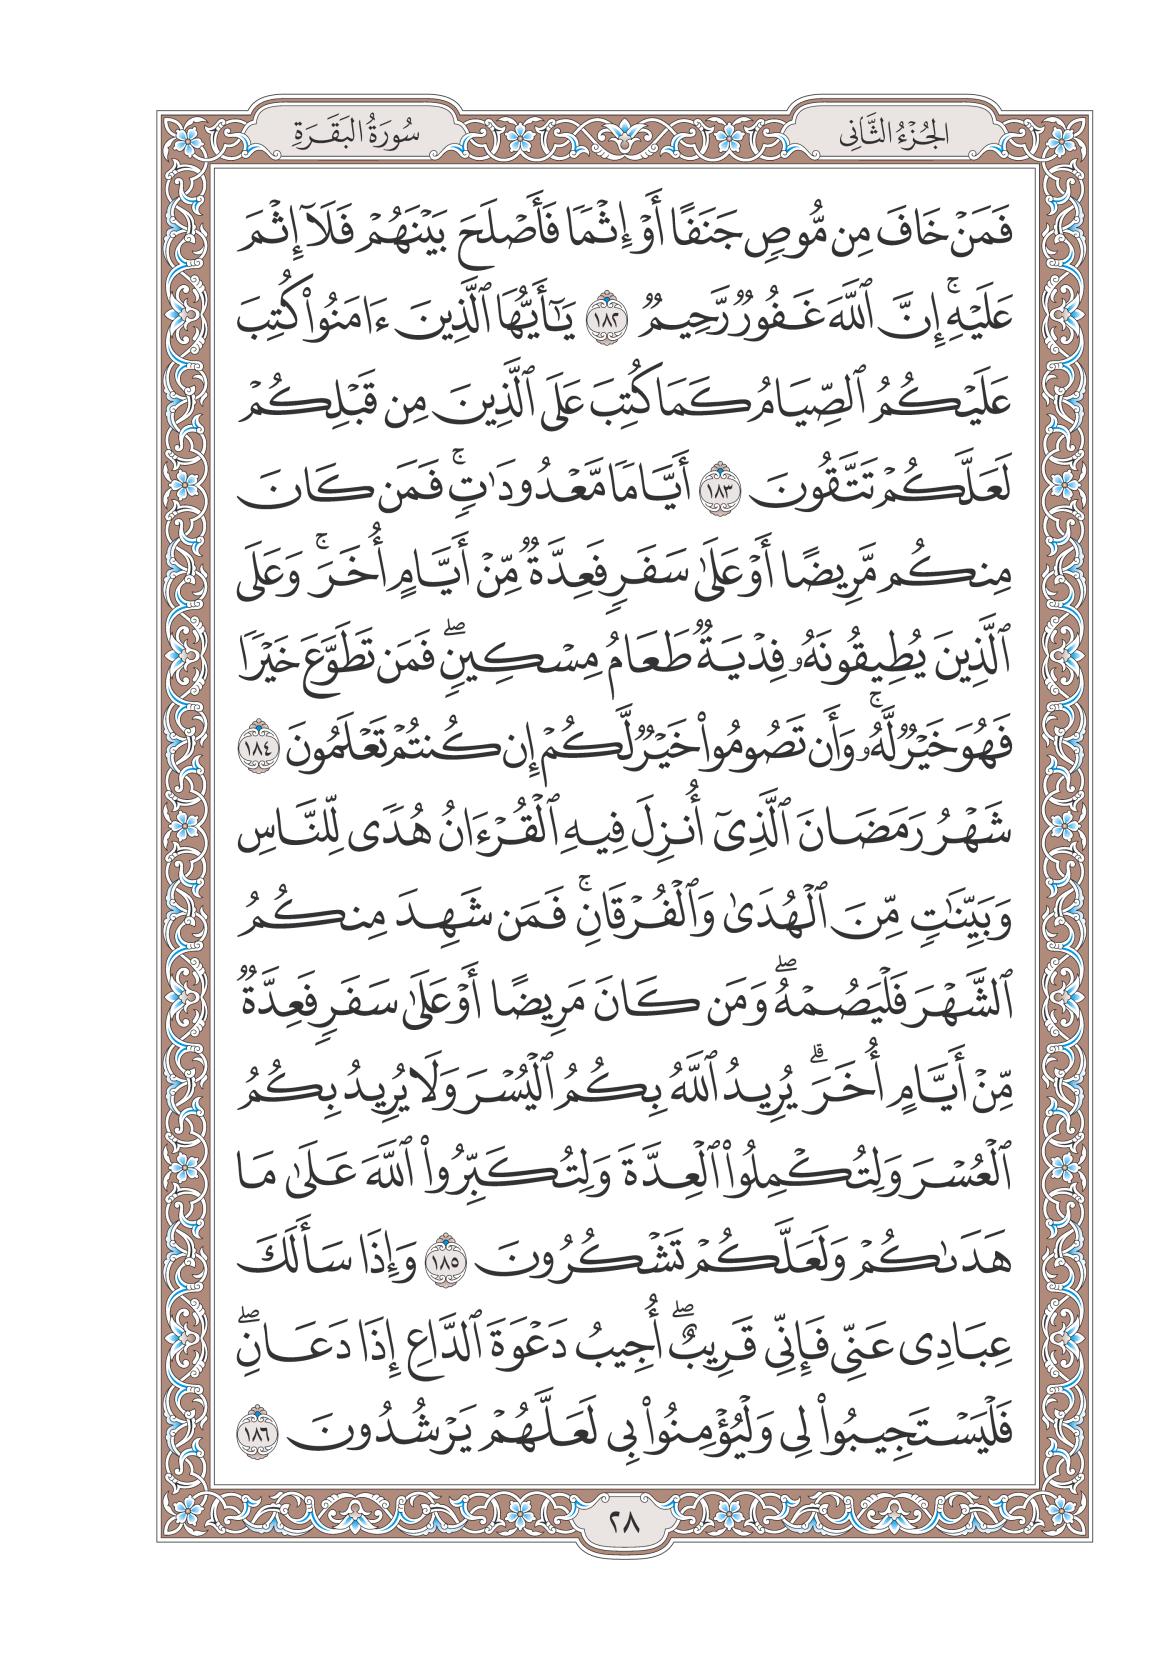 الجُزْءُ الثَّانِي
سُورَةُ البَقَرَةِ
فَمَنْ خَافَ مِن مُّوصٍ جَنَفًا أَوْ إِثْمًا فَأَصْلَحَ بَيْنَهُمْ فَلَآ إِثْمَ
عَلَيْهِۚ إِنَّ ٱللَّهَ غَفُورٌ رَّحِيمٌ ١٨٢ يَـٰٓأَيُّهَا ٱلَّذِينَ ءَامَنُوا۟ كُتِبَ
عَلَيْكُمُ ٱلصِّيَامُ كَمَا كُتِبَ عَلَى ٱلَّذِينَ مِن قَبْلِكُمْ
لَعَلَّكُمْ تَتَّقُونَ ١٨٣ أَيَّامًا مَّعْدُودَٰتٍۚ فَمَن كَانَ
مِنكُم مَّرِيضًا أَوْ عَلَىٰ سَفَرٍ فَعِدَّةٌ مِّنْ أَيَّامٍ أُخَرَۚ وَعَلَى
ٱلَّذِينَ يُطِيقُونَهُۥ فِدْيَةٌ طَعَامُ مِسْكِينٍۖ فَمَن تَطَوَّعَ خَيْرًا
فَهُوَ خَيْرٌ لَّهُۥۚ وَأَن تَصُومُوا۟ خَيْرٌ لَّكُمْ إِن كُنتُمْ تَعْلَمُونَ ١٨٤
شَهْرُ رَمَضَانَ ٱلَّذِىٓ أُنزِلَ فِيهِ ٱلْقُرْءَانُ هُدًى لِّلنَّاسِ
وَبَيِّنَـٰتٍ مِّنَ ٱلْهُدَىٰ وَٱلْفُرْقَانِۚ فَمَن شَهِدَ مِنكُمُ
ٱلشَّهْرَ فَلْيَصُمْهُۖ وَمَن كَانَ مَرِيضًا أَوْ عَلَىٰ سَفَرٍ فَعِدَّةٌ
مِّنْ أَيَّامٍ أُخَرَۗ يُرِيدُ ٱللَّهُ بِكُمُ ٱلْيُسْرَ وَلَا يُرِيدُ بِكُمُ
ٱلْعُسْرَ وَلِتُكْمِلُوا۟ ٱلْعِدَّةَ وَلِتُكَبِّرُوا۟ ٱللَّهَ عَلَىٰ مَا
هَدَىٰكُمْ وَلَعَلَّكُمْ تَشْكُرُونَ ١٨٥ وَإِذَا سَأَلَكَ
عِبَادِى عَنِّى فَإِنِّى قَرِيبٌۖ أُجِيبُ دَعْوَةَ ٱلدَّاعِ إِذَا دَعَانِۖ
فَلْيَسْتَجِيبُوا۟ لِى وَلْيُؤْمِنُوا۟ بِى لَعَلَّهُمْ يَرْشُدُونَ ١٨٦
٢٨